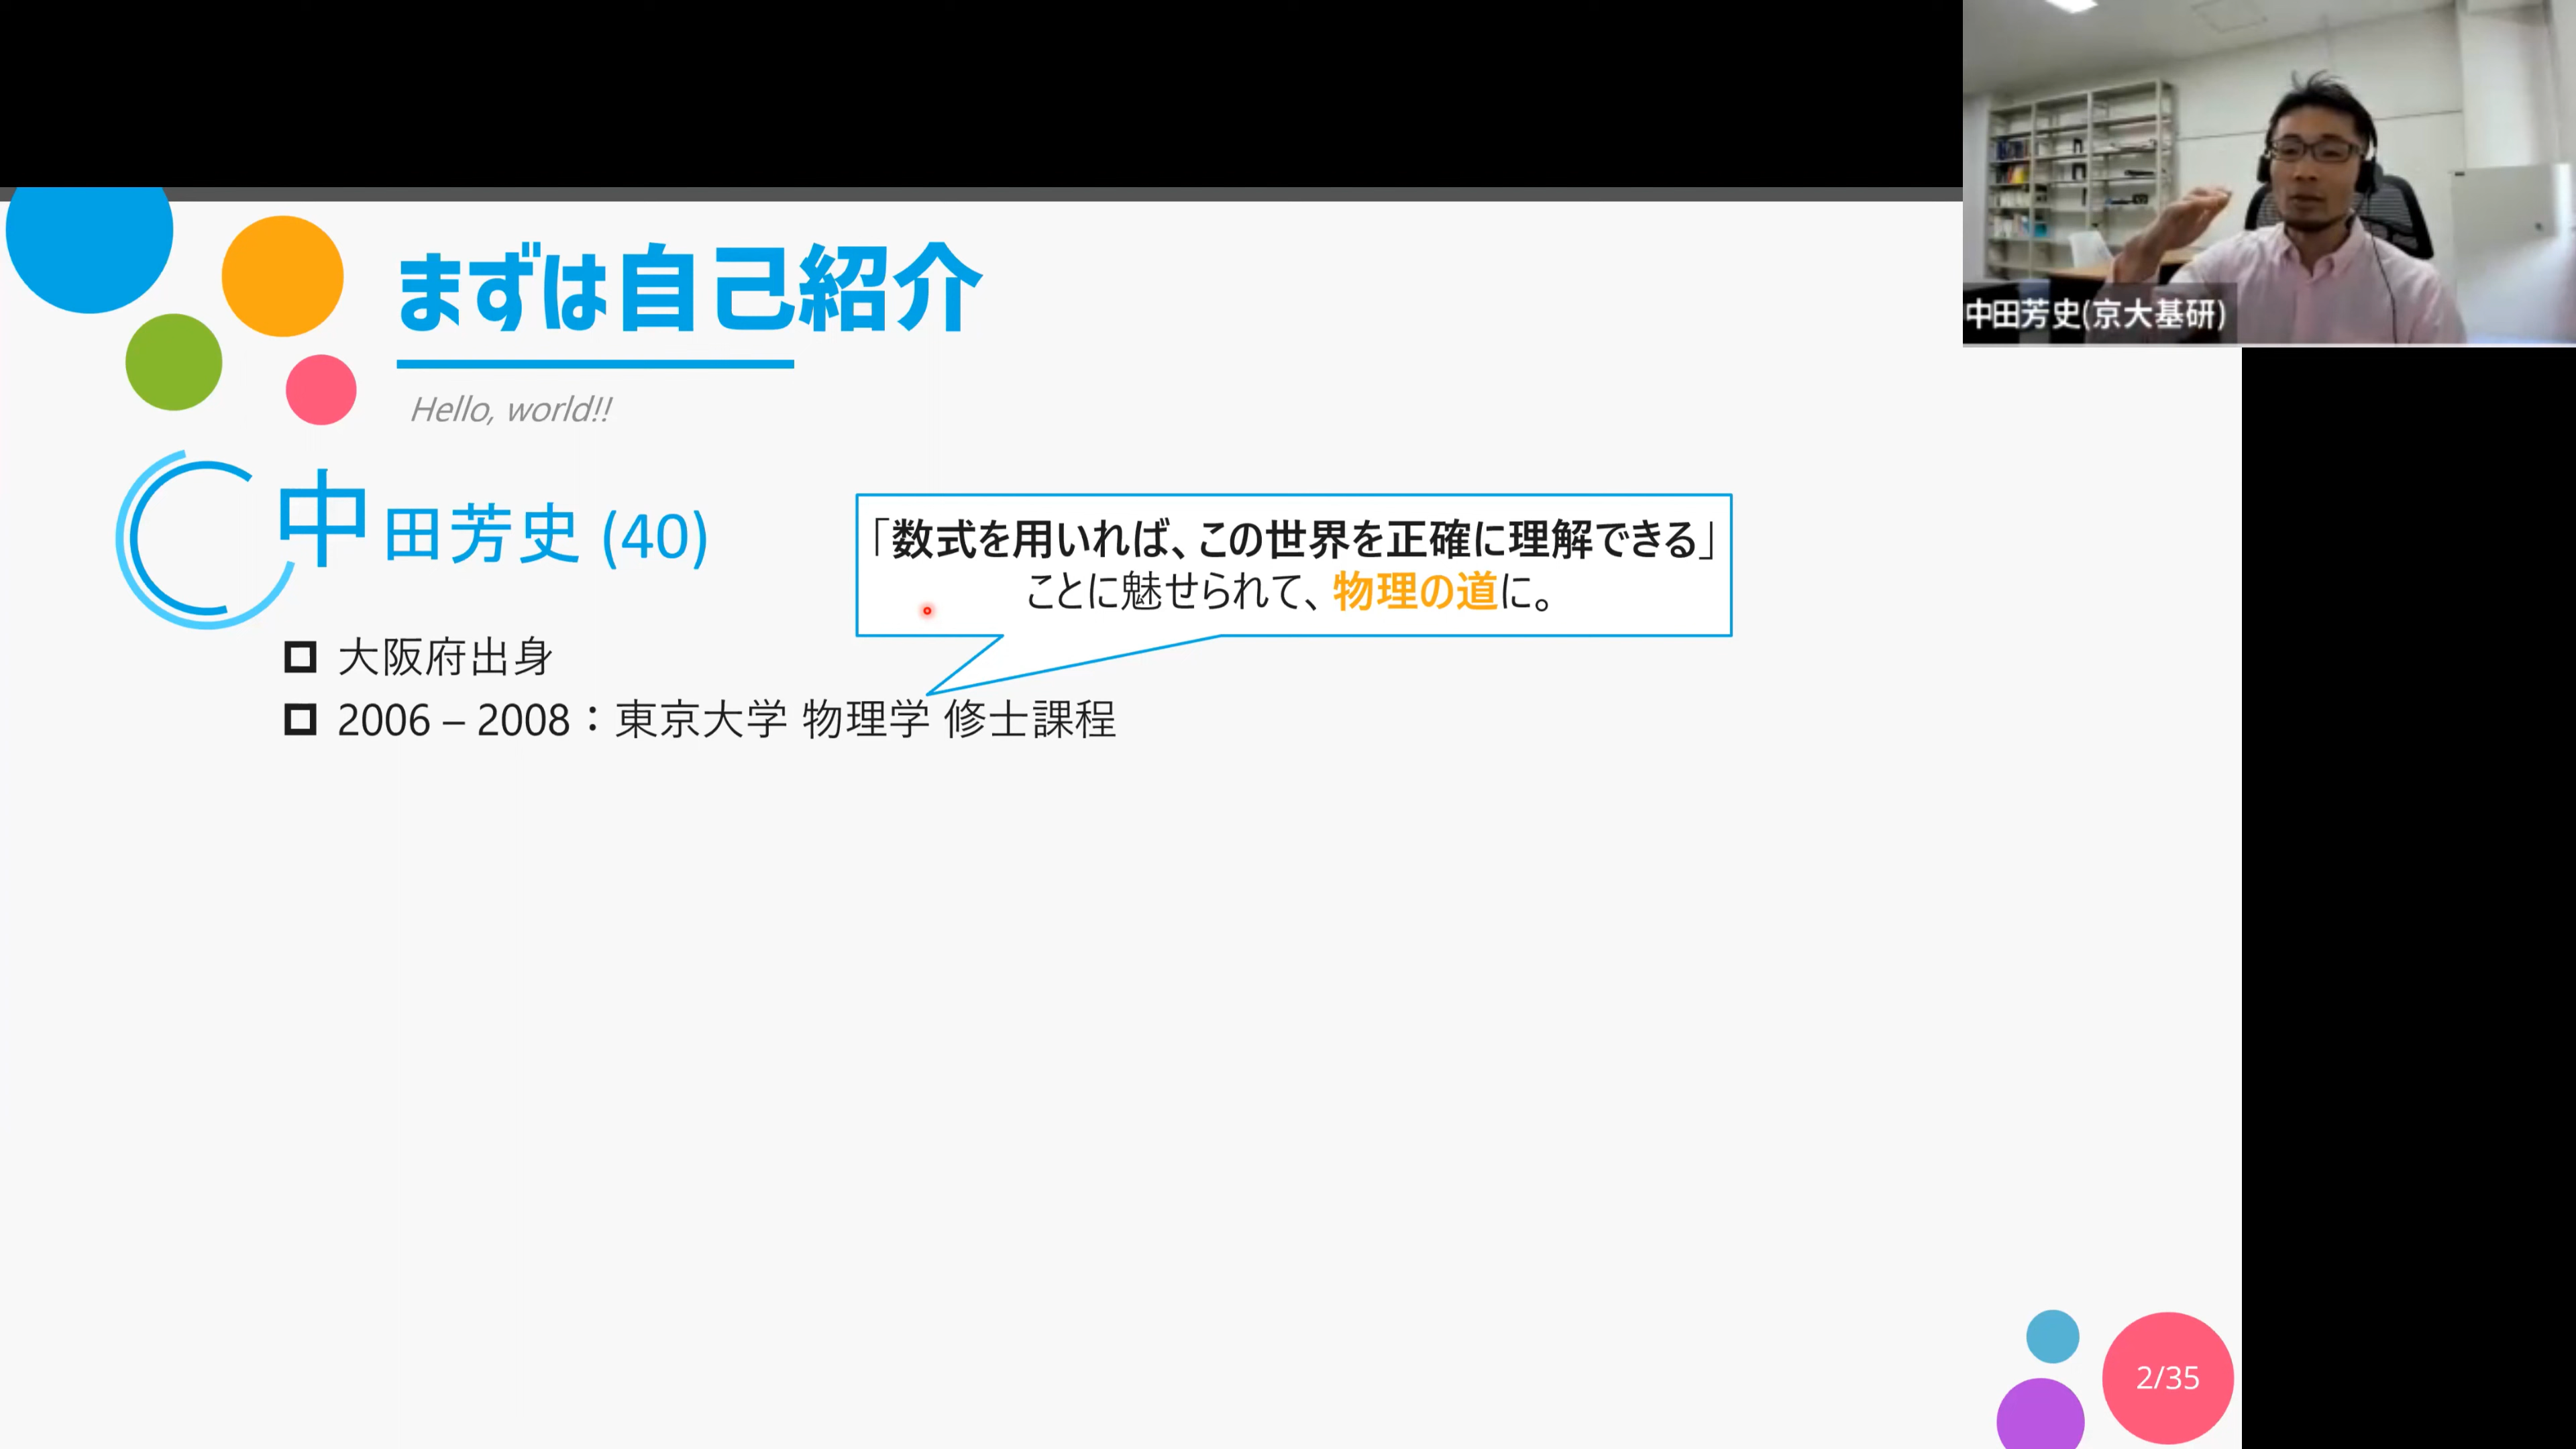 まずは自己紹介
Hello, world!!
中田芳史 (40)
「数式を用いれば、この世界を正確に理解できる」
ことに魅せられて、物理の道に。
大阪府出身
2006 – 2008：東京大学 物理学 修士課程
中田芳史(京大基研)
2/35